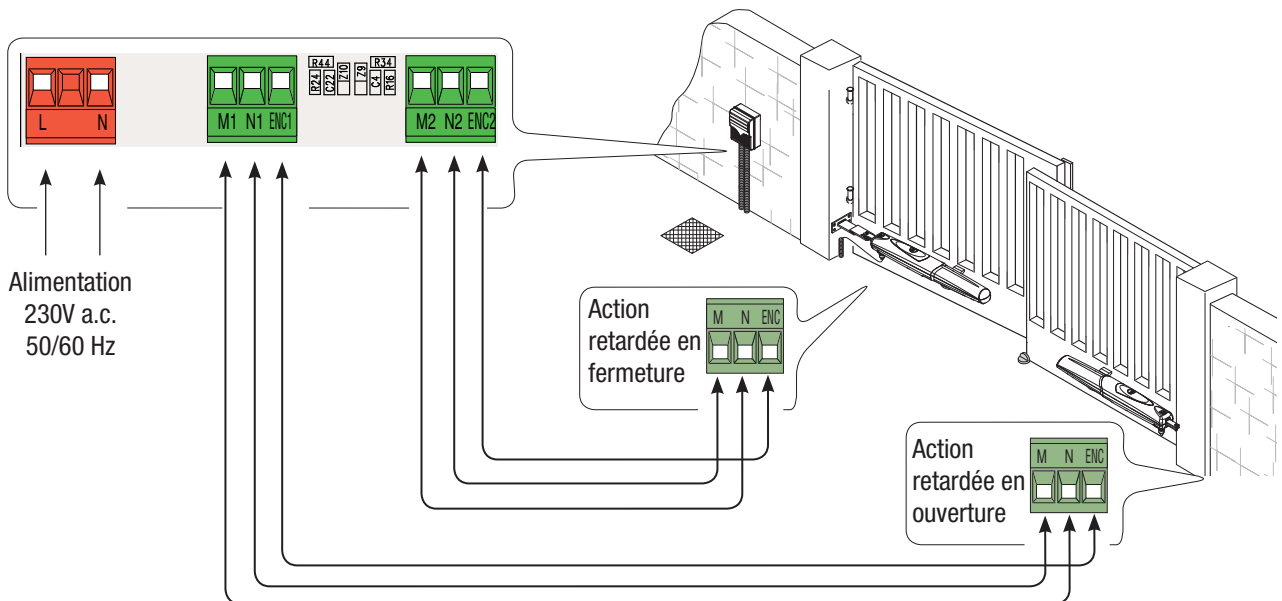 R44
R24
C22
Z10
Z9
R34
C4
R16
L N
M1 N1 ENC1
M2 N2 ENC2
Alimentation
230V a.c.
50/60 Hz
Action
retardée en
fermeture
M N ENC
Action
retardée en
ouverture
M N ENC